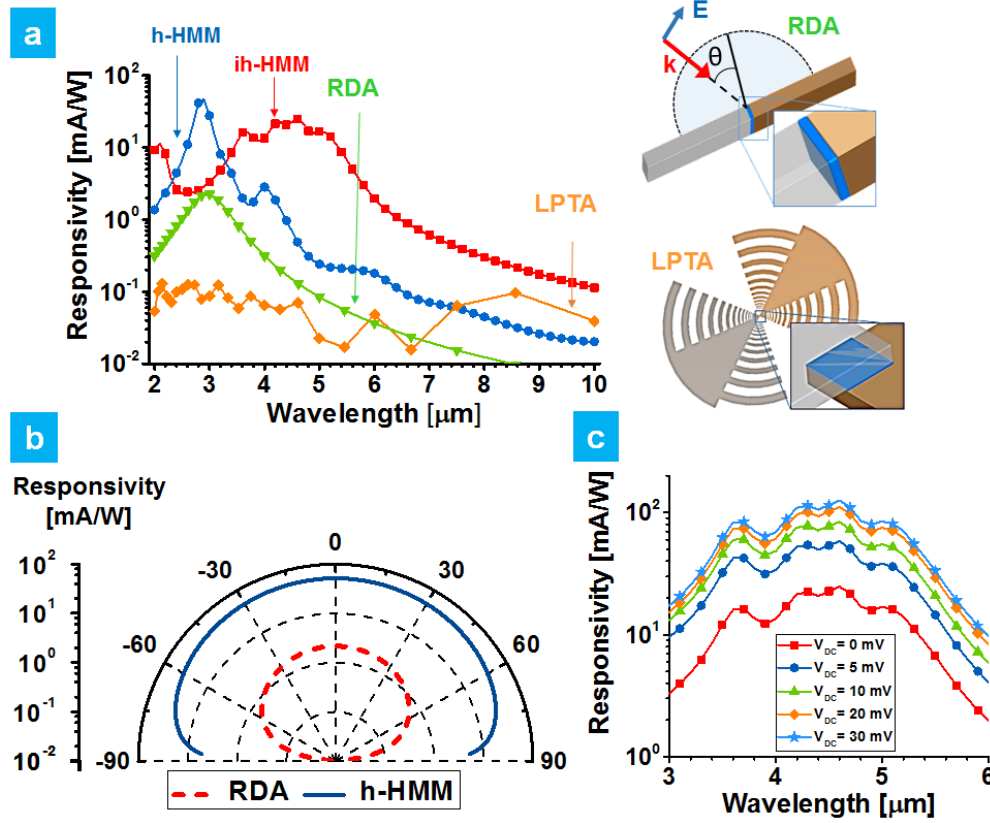 a
h-HMM
ih-HMM
RDA
LPTA
Responsivity [mA/W]
10^2
10^1
10^0
10^-1
10^-2
2 3 4 5 6 7 8 9 10
Wavelength [μm]
E
k
θ
RDA
LPTA
b
Responsivity
[mA/W]
10^2
10^1
10^0
10^-1
10^-2
-90
-60
-30
0
30
60
90
RDA h-HMM
c
Responsivity [mA/W]
10^2
10^1
10^0
V_DC= 0 mV
V_DC= 5 mV
V_DC= 10 mV
V_DC= 20 mV
V_DC= 30 mV
3 4 5 6
Wavelength [μm]